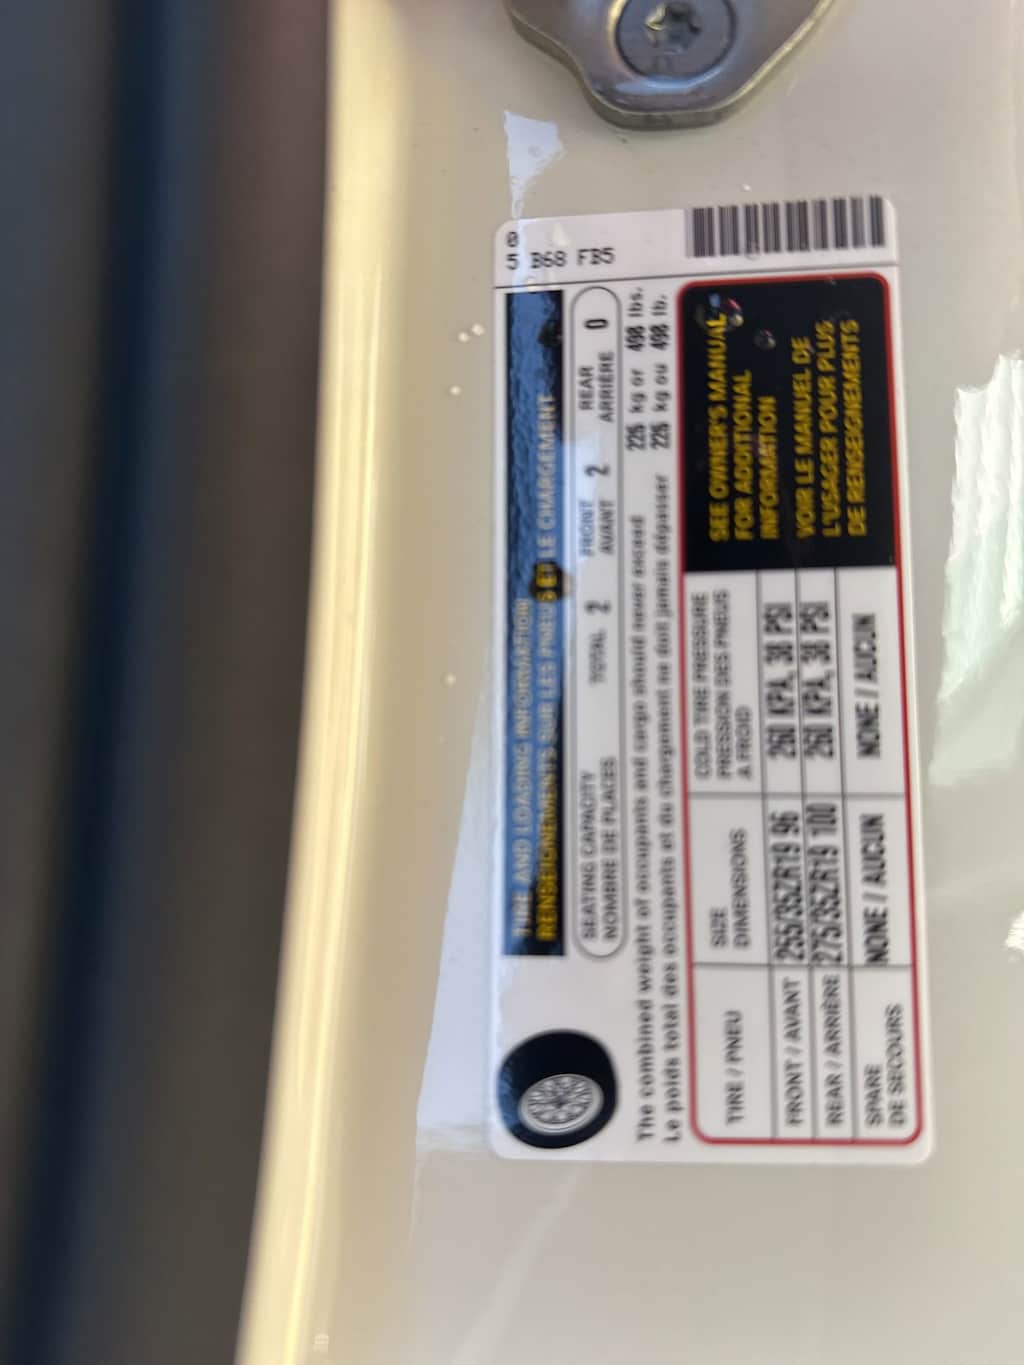 0
5 B68 FB5
TIRE AND LOADING INFORMATION
RENSEIGNEMENTS SUR LES PNEUS ET LE CHARGEMENT
SEATING CAPACITY TOTAL 2 FRONT 2 REAR 0
NOMBRE DE PLACES AVANT ARRIÈRE
The combined weight of occupants and cargo should never exceed 225 kg or 498 lbs.
Le poids total des occupants et du chargement ne doit jamais dépasser 225 kg ou 498 lb.
TIRE / PNEU
SIZE
DIMENSIONS
COLD TIRE PRESSURE
PRESSION DES PNEUS
A FROID
FRONT / AVANT 255/35ZR19 96 260 KPA, 38 PSI
REAR / ARRIÈRE 275/35ZR19 100 260 KPA, 38 PSI
SPARE
DE SECOURS
NONE / AUCUN NONE / AUCUN
SEE OWNER'S MANUAL
FOR ADDITIONAL
INFORMATION
VOIR LE MANUEL DE
L'USAGER POUR PLUS
DE RENSEIGNEMENTS